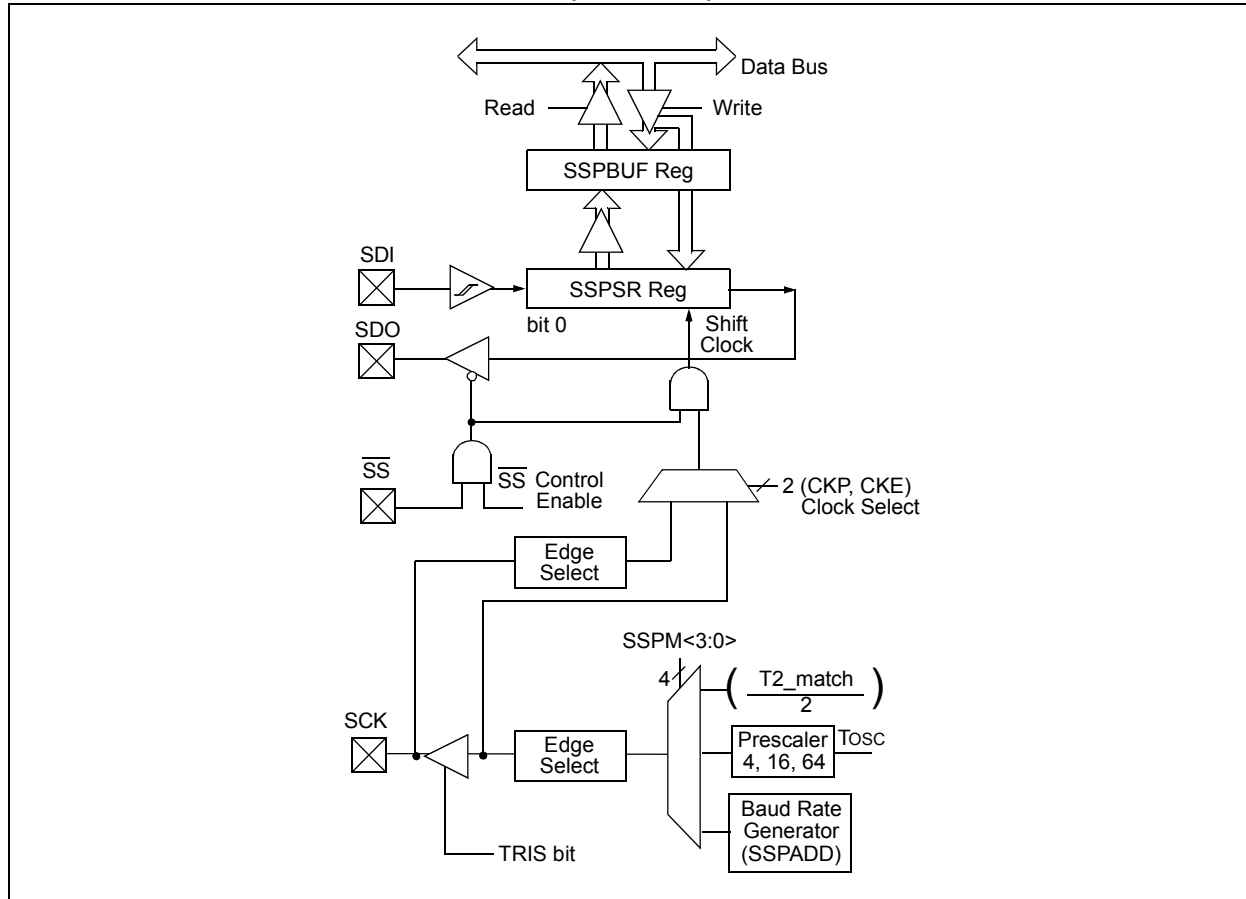 Data Bus
Read
Write
SSPBUF Reg
SDI
SSPSR Reg
bit 0
Shift
Clock
SDO
SS
SS Control
Enable
2 (CKP, CKE)
Clock Select
Edge
Select
SSPM<3:0>
4
( T2_match
2 )
SCK
Edge
Select
Prescaler
4, 16, 64
TOSC
Baud Rate
Generator
(SSPADD)
TRIS bit